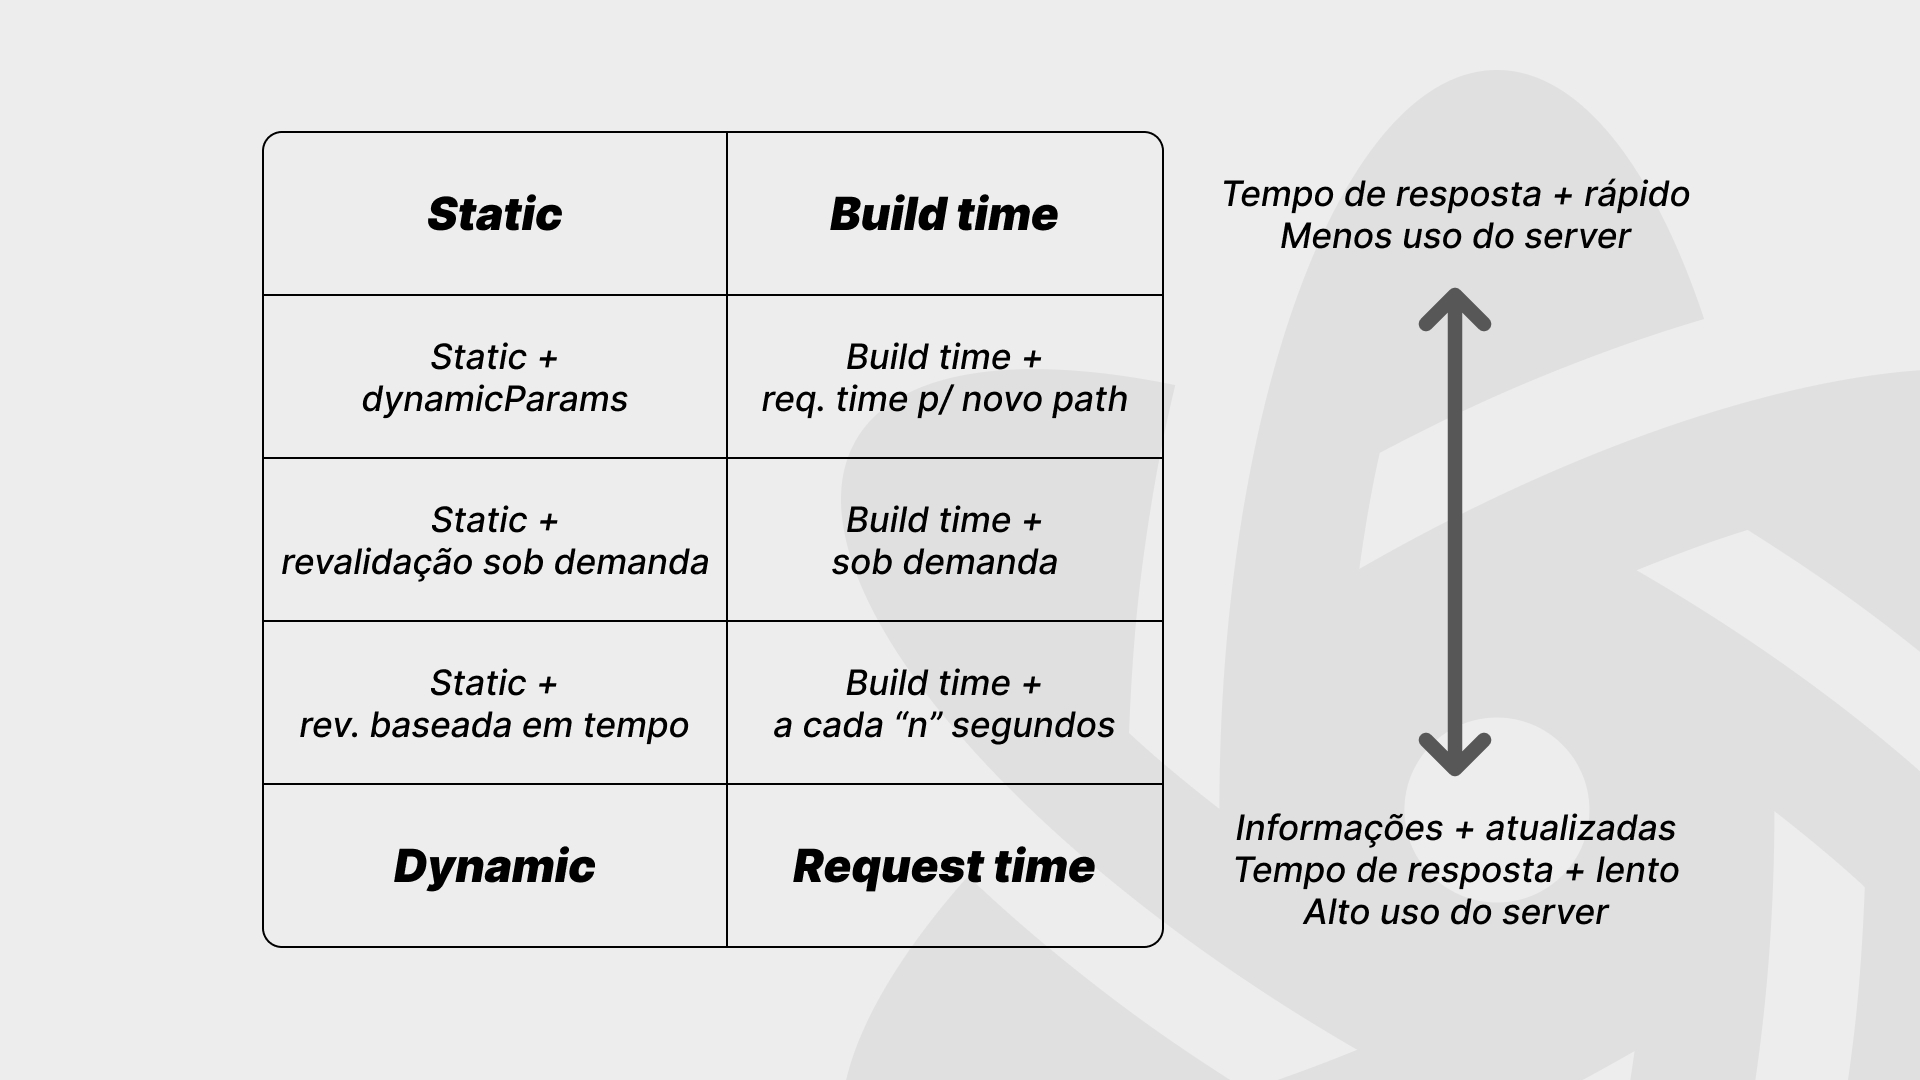 Static
Build time
Tempo de resposta + rápido
Menos uso do server
Static +
dynamicParams
Build time +
req. time p/ novo path
Static +
revalidação sob demanda
Build time +
sob demanda
Static +
rev. baseada em tempo
Build time +
a cada “n” segundos
Dynamic
Request time
Informações + atualizadas
Tempo de resposta + lento
Alto uso do server